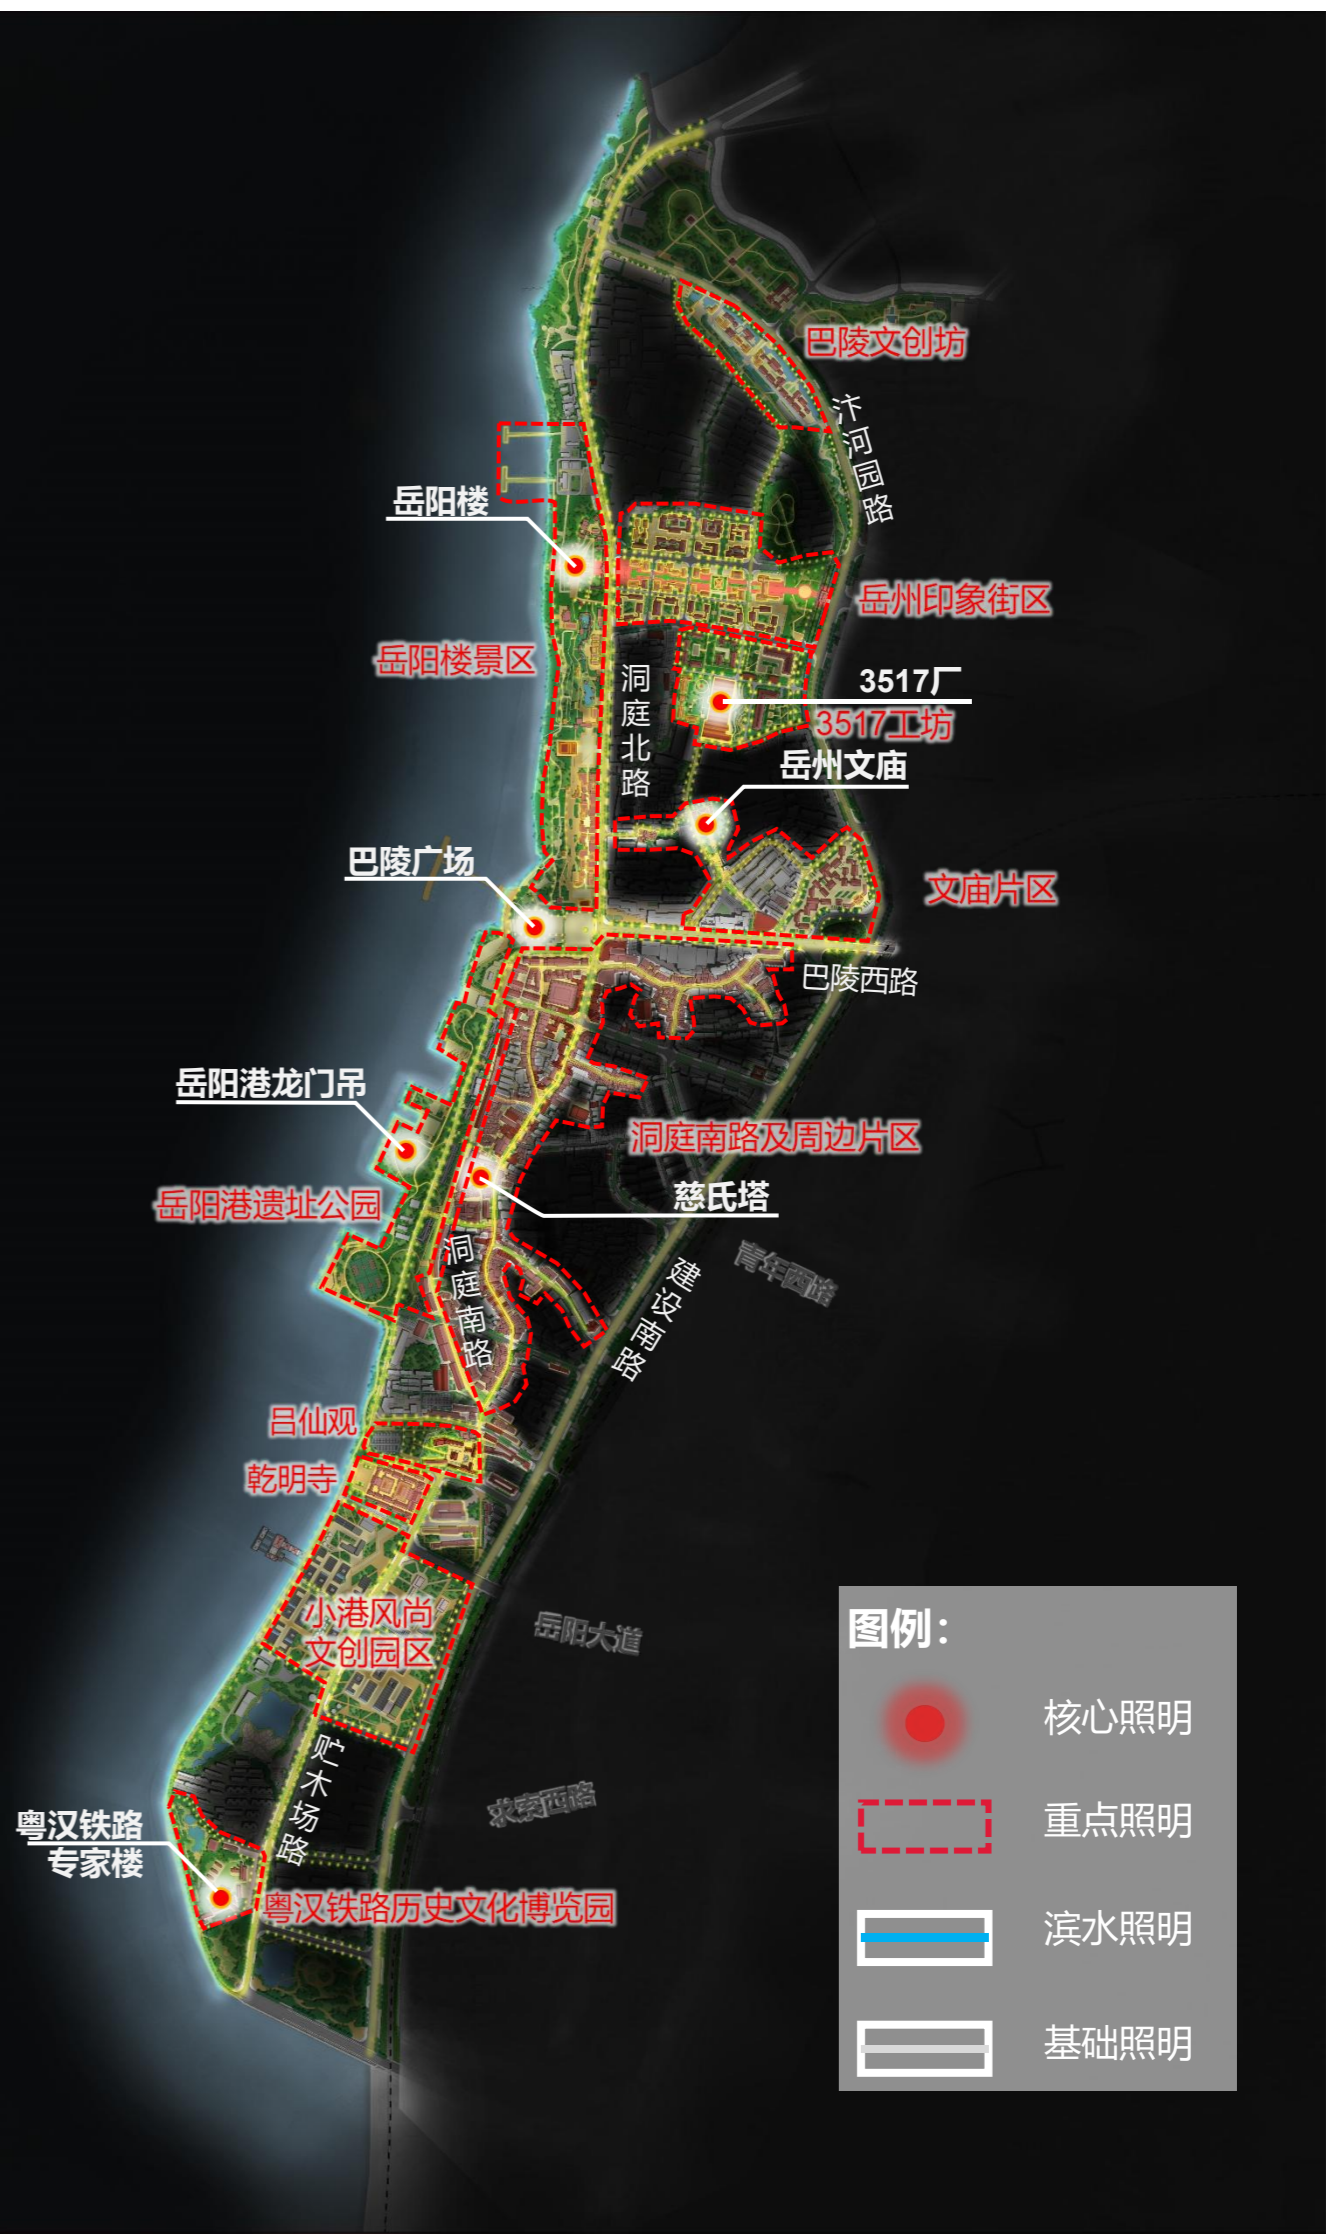 巴陵文创坊
汴河园路
岳阳楼
岳州印象街区
岳阳楼景区
洞庭北路
3517厂
3517工坊
岳州文庙
巴陵广场
文庙片区
巴陵西路
岳阳港龙门吊
洞庭南路及周边片区
慈氏塔
岳阳港遗址公园
洞庭南路
青年西路
建设南路
吕仙观
乾明寺
小港风尚
文创园区
岳阳大道
贮木场路
求索西路
粤汉铁路
专家楼
粤汉铁路历史文化博览园
图例：
核心照明
重点照明
滨水照明
基础照明